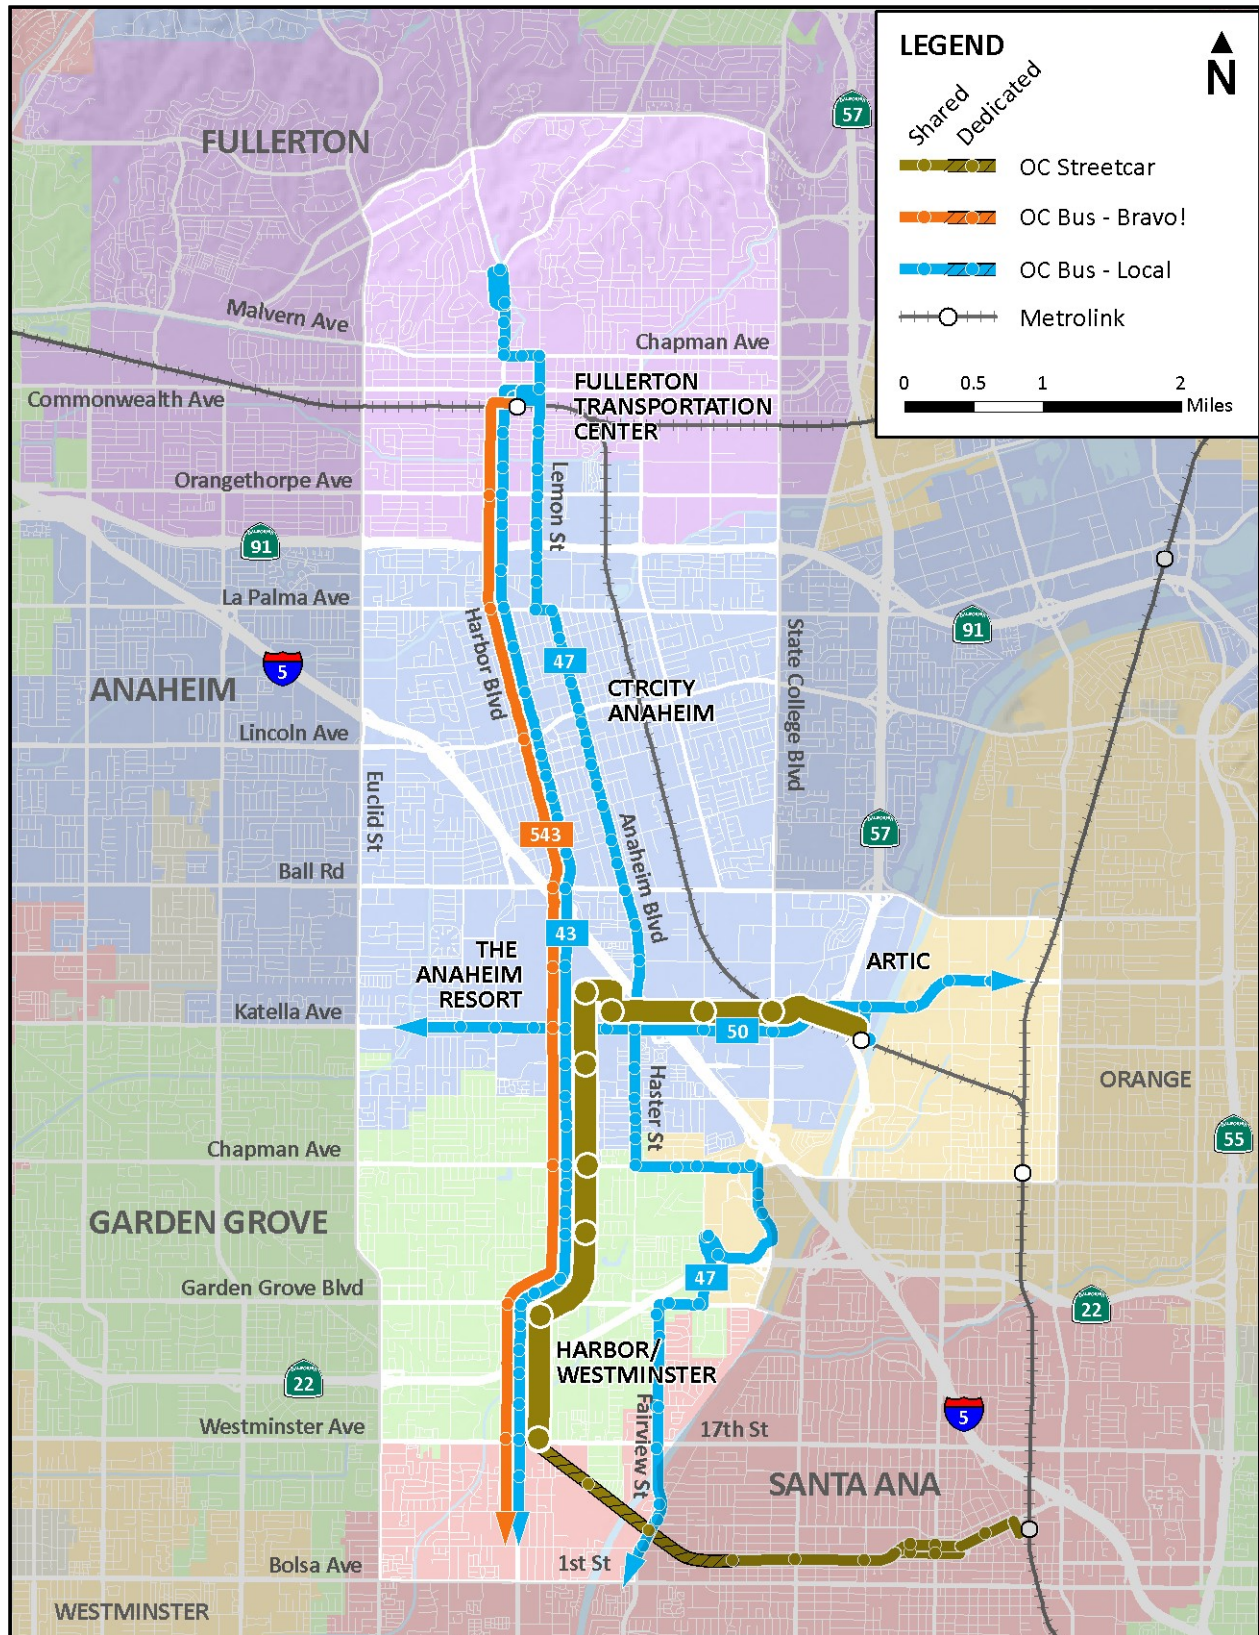 LEGEND
N
Shared
Dedicated
OC Streetcar
OC Bus - Bravo!
OC Bus - Local
Metrolink
0 0.5 1 2
Miles
CALIFORNIA
57
FULLERTON
Malvern Ave
Chapman Ave
Commonwealth Ave
FULLERTON
TRANSPORTATION
CENTER
Orangethorpe Ave
Lemon St
91
La Palma Ave
Harbor Blvd
State College Blvd
91
5
47
ANAHEIM
CTRCITY
ANAHEIM
Lincoln Ave
Euclid St
543
Anaheim Blvd
57
Ball Rd
43
THE
ANAHEIM
RESORT
ARTIC
Katella Ave
50
Haster St
ORANGE
Chapman Ave
55
GARDEN GROVE
Garden Grove Blvd
47
22
HARBOR/
WESTMINSTER
22
Fairview St
5
Westminster Ave
17th St
SANTA ANA
Bolsa Ave
1st St
WESTMINSTER